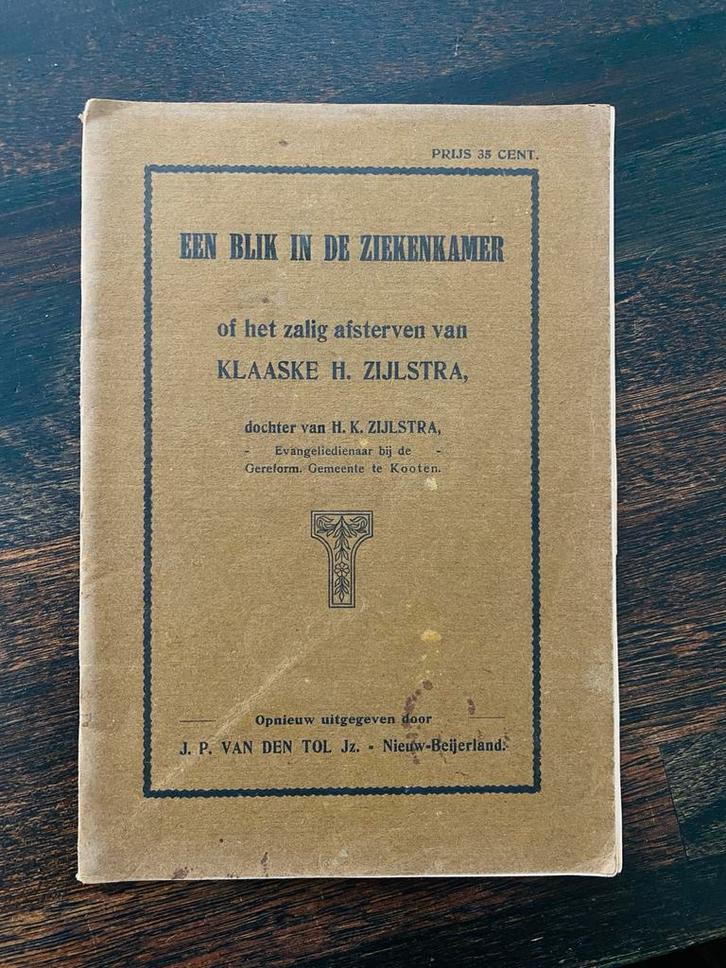 PRIJS 35 CENT.
EEN BLIK IN DE ZIEKENKAMER
of het zalig afsterven van
KLAASKE H. ZIJLSTRA,
dochter van H. K. ZIJLSTRA,
- Evangeliedienaar bij de -
Gereform. Gemeente te Kooten.
Opnieuw uitgegeven door
J. P. VAN DEN TOL Jz. - Nieuw-Beijerland.